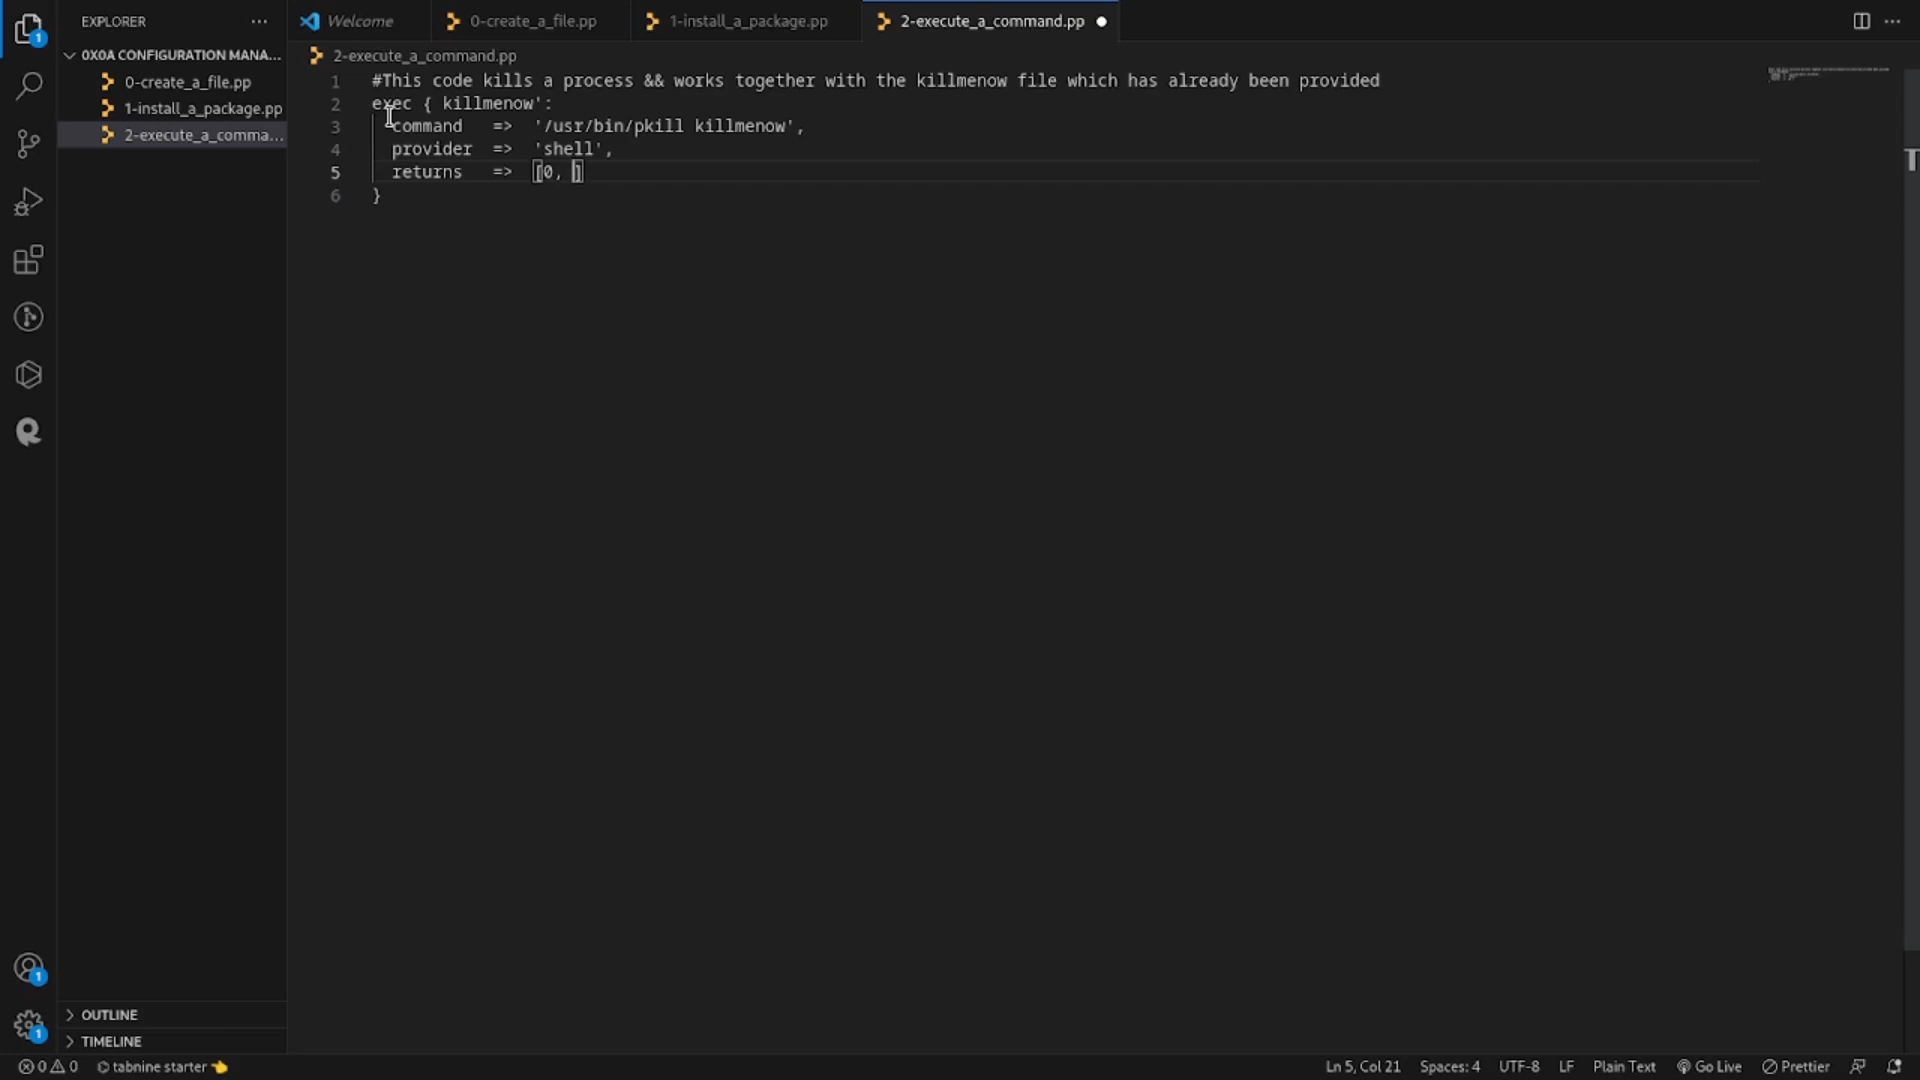 EXPLORER
0X0A CONFIGURATION MANA...
0-create_a_file.pp
1-install_a_package.pp
2-execute_a_comma...
Welcome
0-create_a_file.pp
1-install_a_package.pp
2-execute_a_command.pp
2-execute_a_command.pp
1 #This code kills a process && works together with the killmenow file which has already been provided
2 exec { killmenow':
3 command => '/usr/bin/pkill killmenow',
4 provider => 'shell',
5 returns => [0, ]
6 }
1
1
1
OUTLINE
TIMELINE
0 0 tabnine starter 👈 Ln 5, Col 21 Spaces: 4 UTF-8 LF Plain Text Go Live Prettier